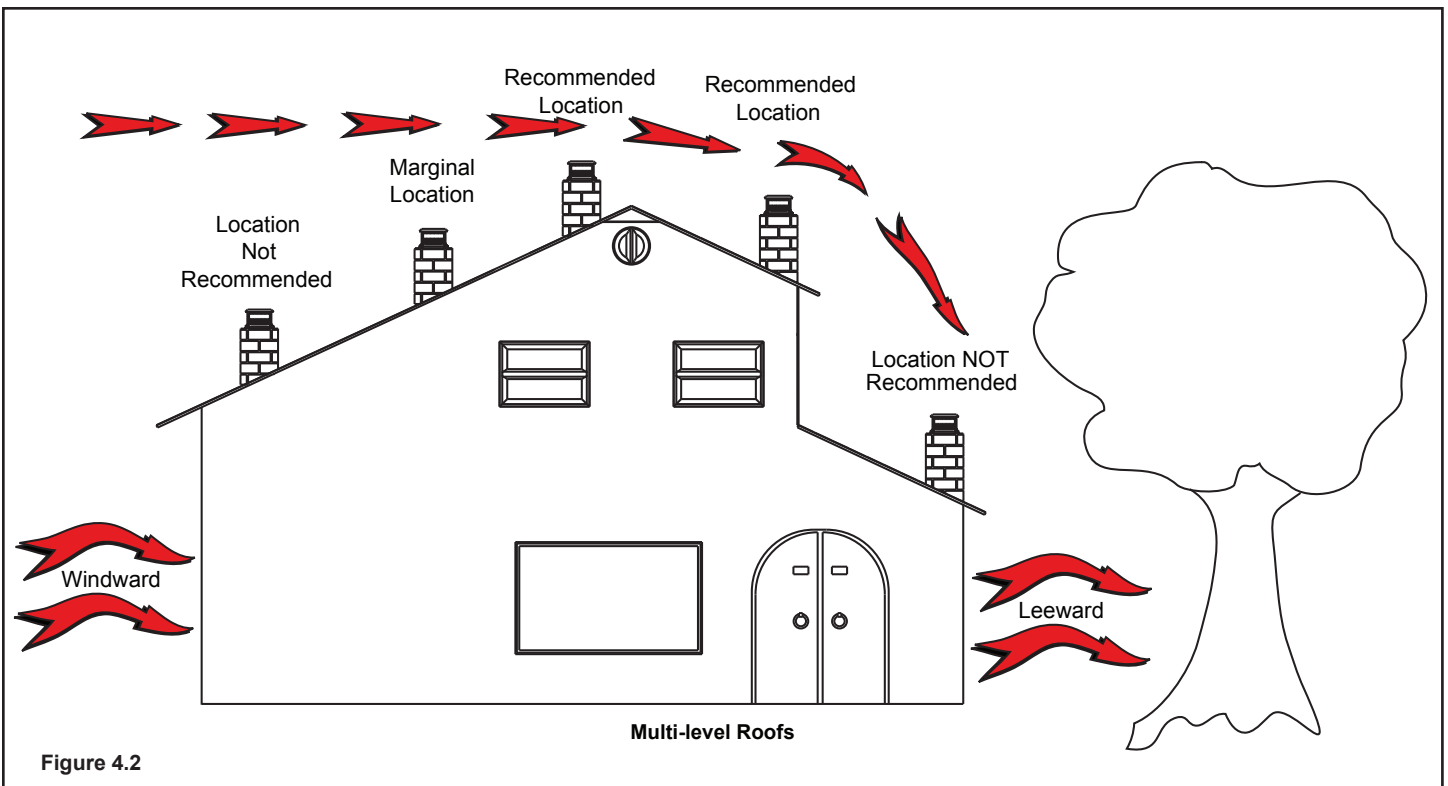 Recommended
Location
Recommended
Location
Marginal
Location
Location
Not
Recommended
Location NOT
Recommended
Windward
Leeward
Multi-level Roofs
Figure 4.2